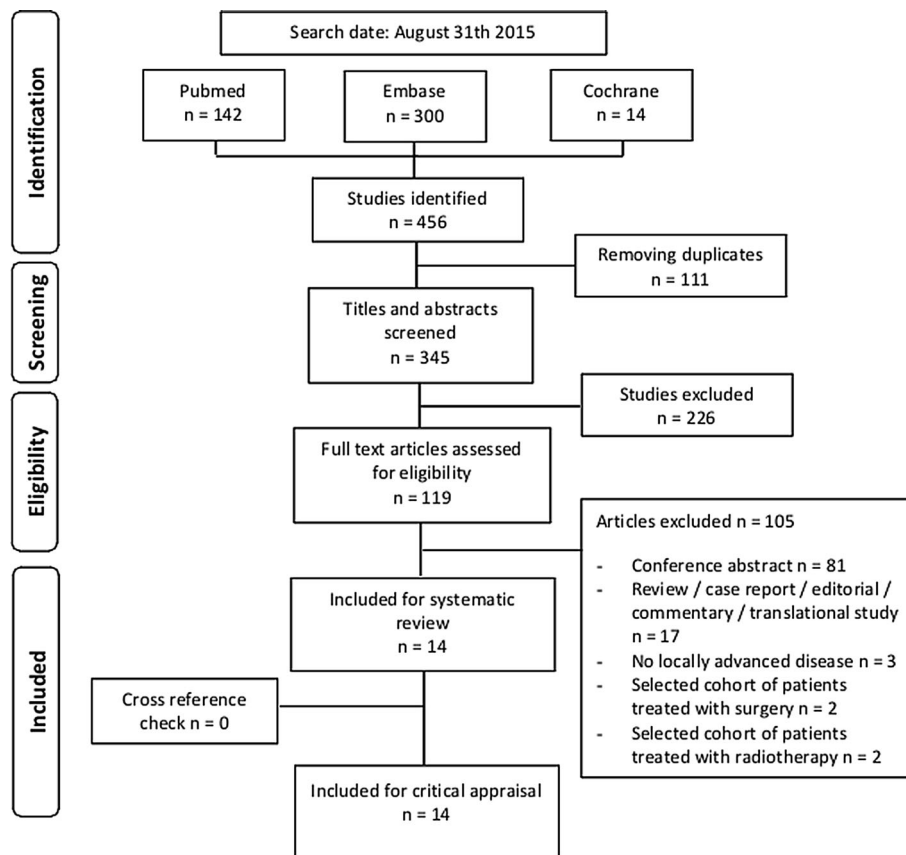 Identification
Search date: August 31th 2015
Pubmed
n = 142
Embase
n = 300
Cochrane
n = 14
Studies identified
n = 456
Removing duplicates
n = 111
Screening
Titles and abstracts
screened
n = 345
Studies excluded
n = 226
Eligibility
Full text articles assessed
for eligibility
n = 119
Articles excluded n = 105
- Conference abstract n = 81
- Review / case report / editorial /
commentary / translational study
n = 17
- No locally advanced disease n = 3
- Selected cohort of patients
treated with surgery n = 2
- Selected cohort of patients
treated with radiotherapy n = 2
Included
Included for systematic
review
n = 14
Cross reference
check n = 0
Included for critical appraisal
n = 14